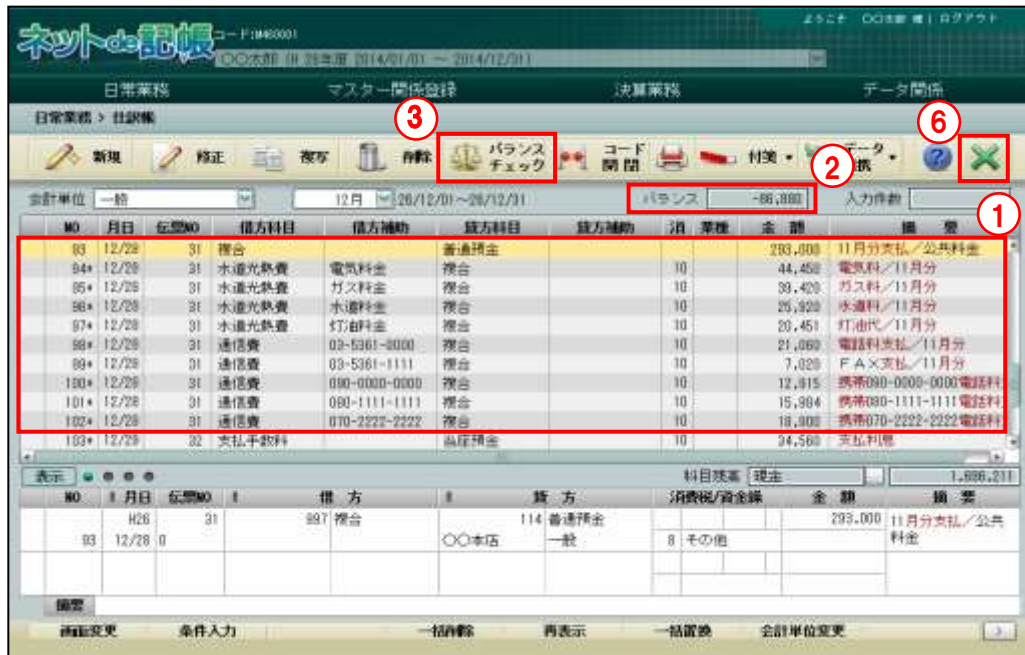 ようこそ 〇〇太郎 様 | ログアウト
ネットde記帳 コード:M460001
〇〇太郎 (H 26年度 2014/01/01 ～ 2014/12/31)
日常業務 マスター関係登録 決算業務 データ関係
日常業務 > 仕訳帳
③ ⑥
新規 修正 複写 削除 バランスチェック コード開閉 付箋 データ
②
会計単位 一般 12月 26/12/01～26/12/31 バランス -86,880 入力件数
①
NO 月日 伝票NO 借方科目 借方補助 貸方科目 貸方補助 消 業種 金 額 摘 要
93 12/28 31 複合 普通預金 293,000 11月分支払／公共料金
94* 12/28 31 水道光熱費 電気料金 複合 10 44,450 電気料／11月分
95* 12/28 31 水道光熱費 ガス料金 複合 10 39,420 ガス料／11月分
96* 12/28 31 水道光熱費 水道料金 複合 10 25,920 水道料／11月分
97* 12/28 31 水道光熱費 灯油料金 複合 10 20,451 灯油代／11月分
98* 12/28 31 通信費 03-5361-0000 複合 10 21,060 電話料支払／11月分
99* 12/28 31 通信費 03-5361-1111 複合 10 7,020 ＦＡＸ支払／11月分
100* 12/28 31 通信費 090-0000-0000 複合 10 12,915 携帯090-0000-0000電話料
101* 12/28 31 通信費 080-1111-1111 複合 10 15,984 携帯080-1111-1111電話料
102* 12/28 31 通信費 070-2222-2222 複合 10 18,900 携帯070-2222-2222電話料
103* 12/29 32 支払手数料 当座預金 10 34,560 支払利息
表示 科目残高 現金 1,696,211
NO 月日 伝票NO 借 方 貸 方 消費税/資金繰 金 額 摘 要
H26 31 997 複合 114 普通預金 293,000 11月分支払／公共
93 12/28 0 〇〇本店 一般 8 その他 料金
摘要
画面変更 条件入力 一括削除 再表示 一括置換 会計単位変更